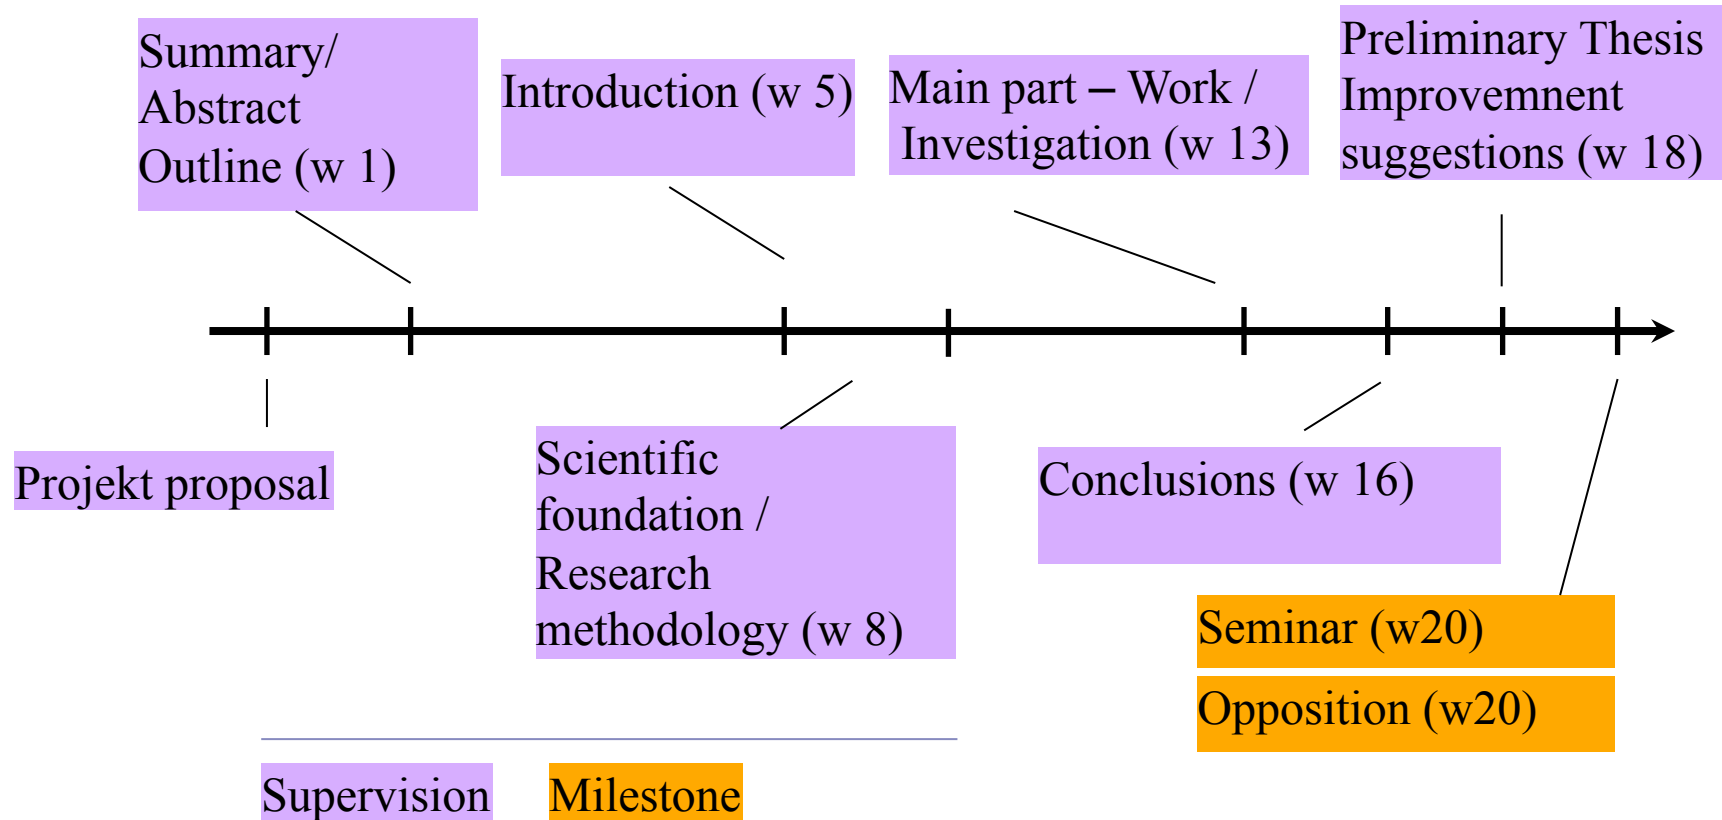 Summary/
Abstract
Outline (w 1)
Introduction (w 5)
Main part – Work /
Investigation (w 13)
Preliminary Thesis
Improvemnent
suggestions (w 18)
Projekt proposal
Scientific
foundation /
Research
methodology (w 8)
Conclusions (w 16)
Seminar (w20)
Opposition (w20)
Supervision
Milestone